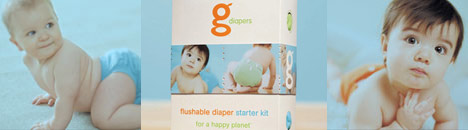 g
diapers
flushable diaper starter kit
for a happy planet
g